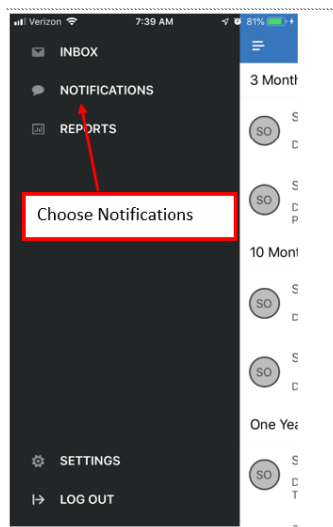 Verizon 7:39 AM 81%
INBOX
NOTIFICATIONS
REPORTS
Choose Notifications
SETTINGS
LOG OUT
3 Mont
SO S
D
SO S
D
P
10 Mon
SO S
D
SO S
D
One Yea
SO S
D
T